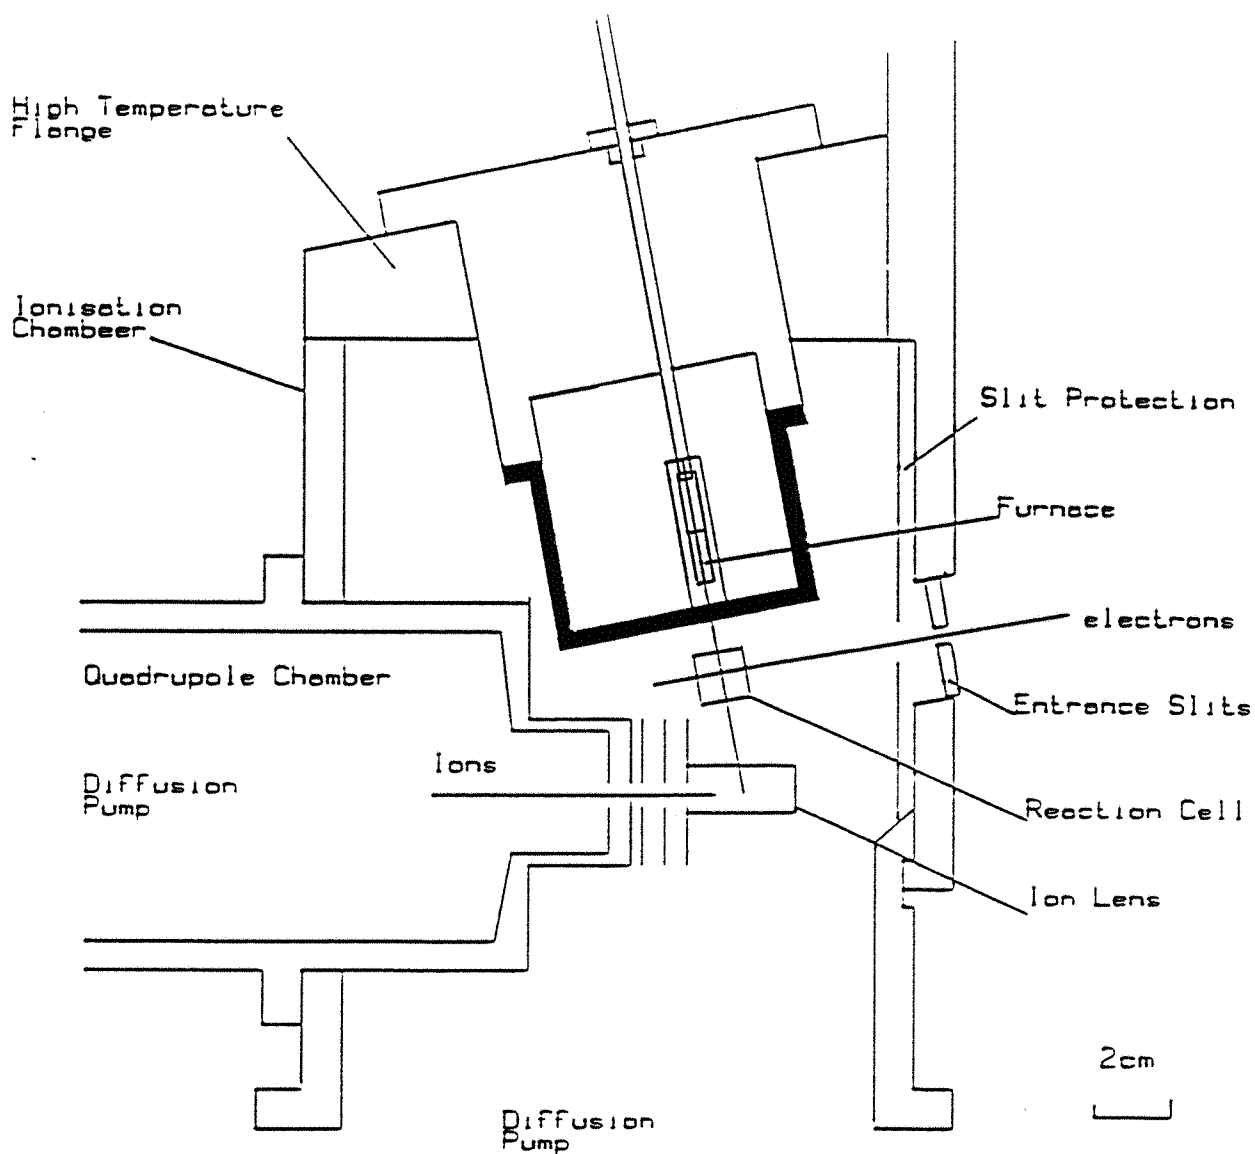 High Temperature
Flange
Ionisation
Chambeer
Slit Protection
Furnace
electrons
Quadrupole Chamber
Entrance Slits
Ions
Diffusion
Pump
Reaction Cell
Ion Lens
2cm
Diffusion
Pump